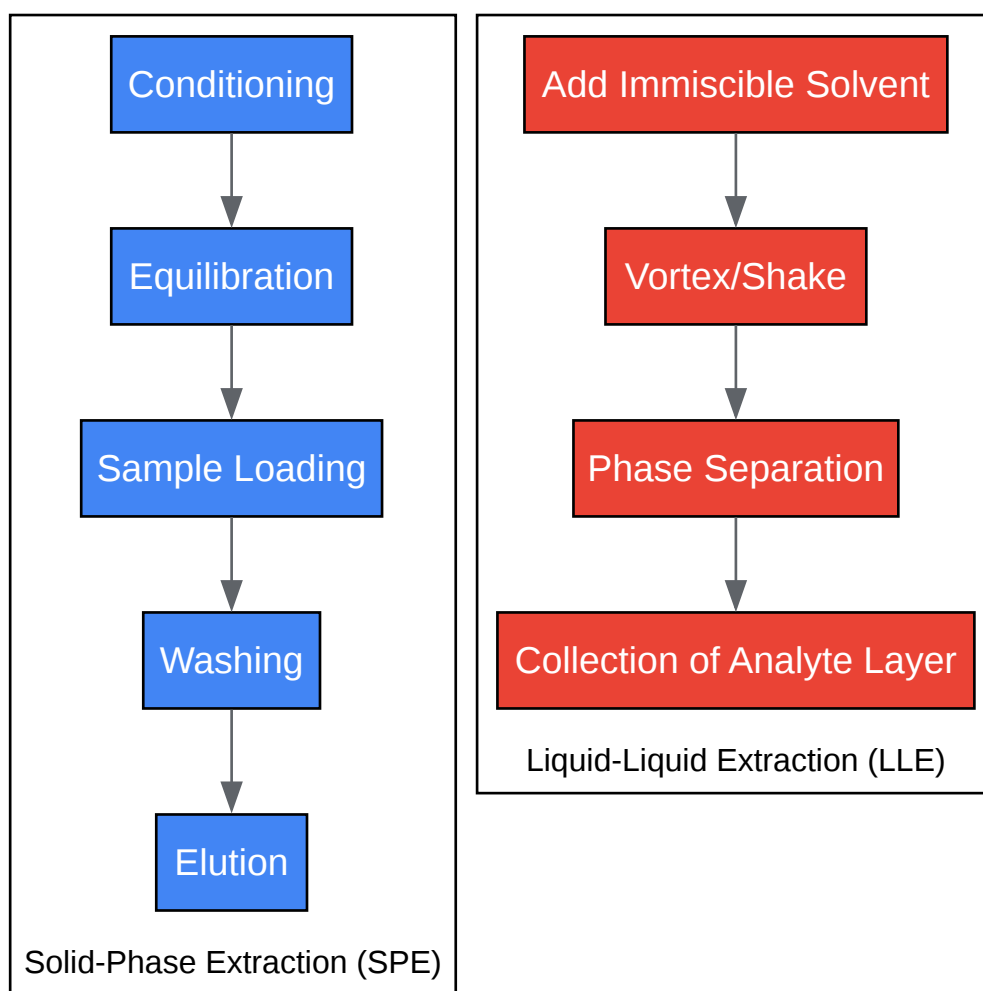 Conditioning
Equilibration
Sample Loading
Washing
Elution
Solid-Phase Extraction (SPE)
Add Immiscible Solvent
Vortex/Shake
Phase Separation
Collection of Analyte Layer
Liquid-Liquid Extraction (LLE)